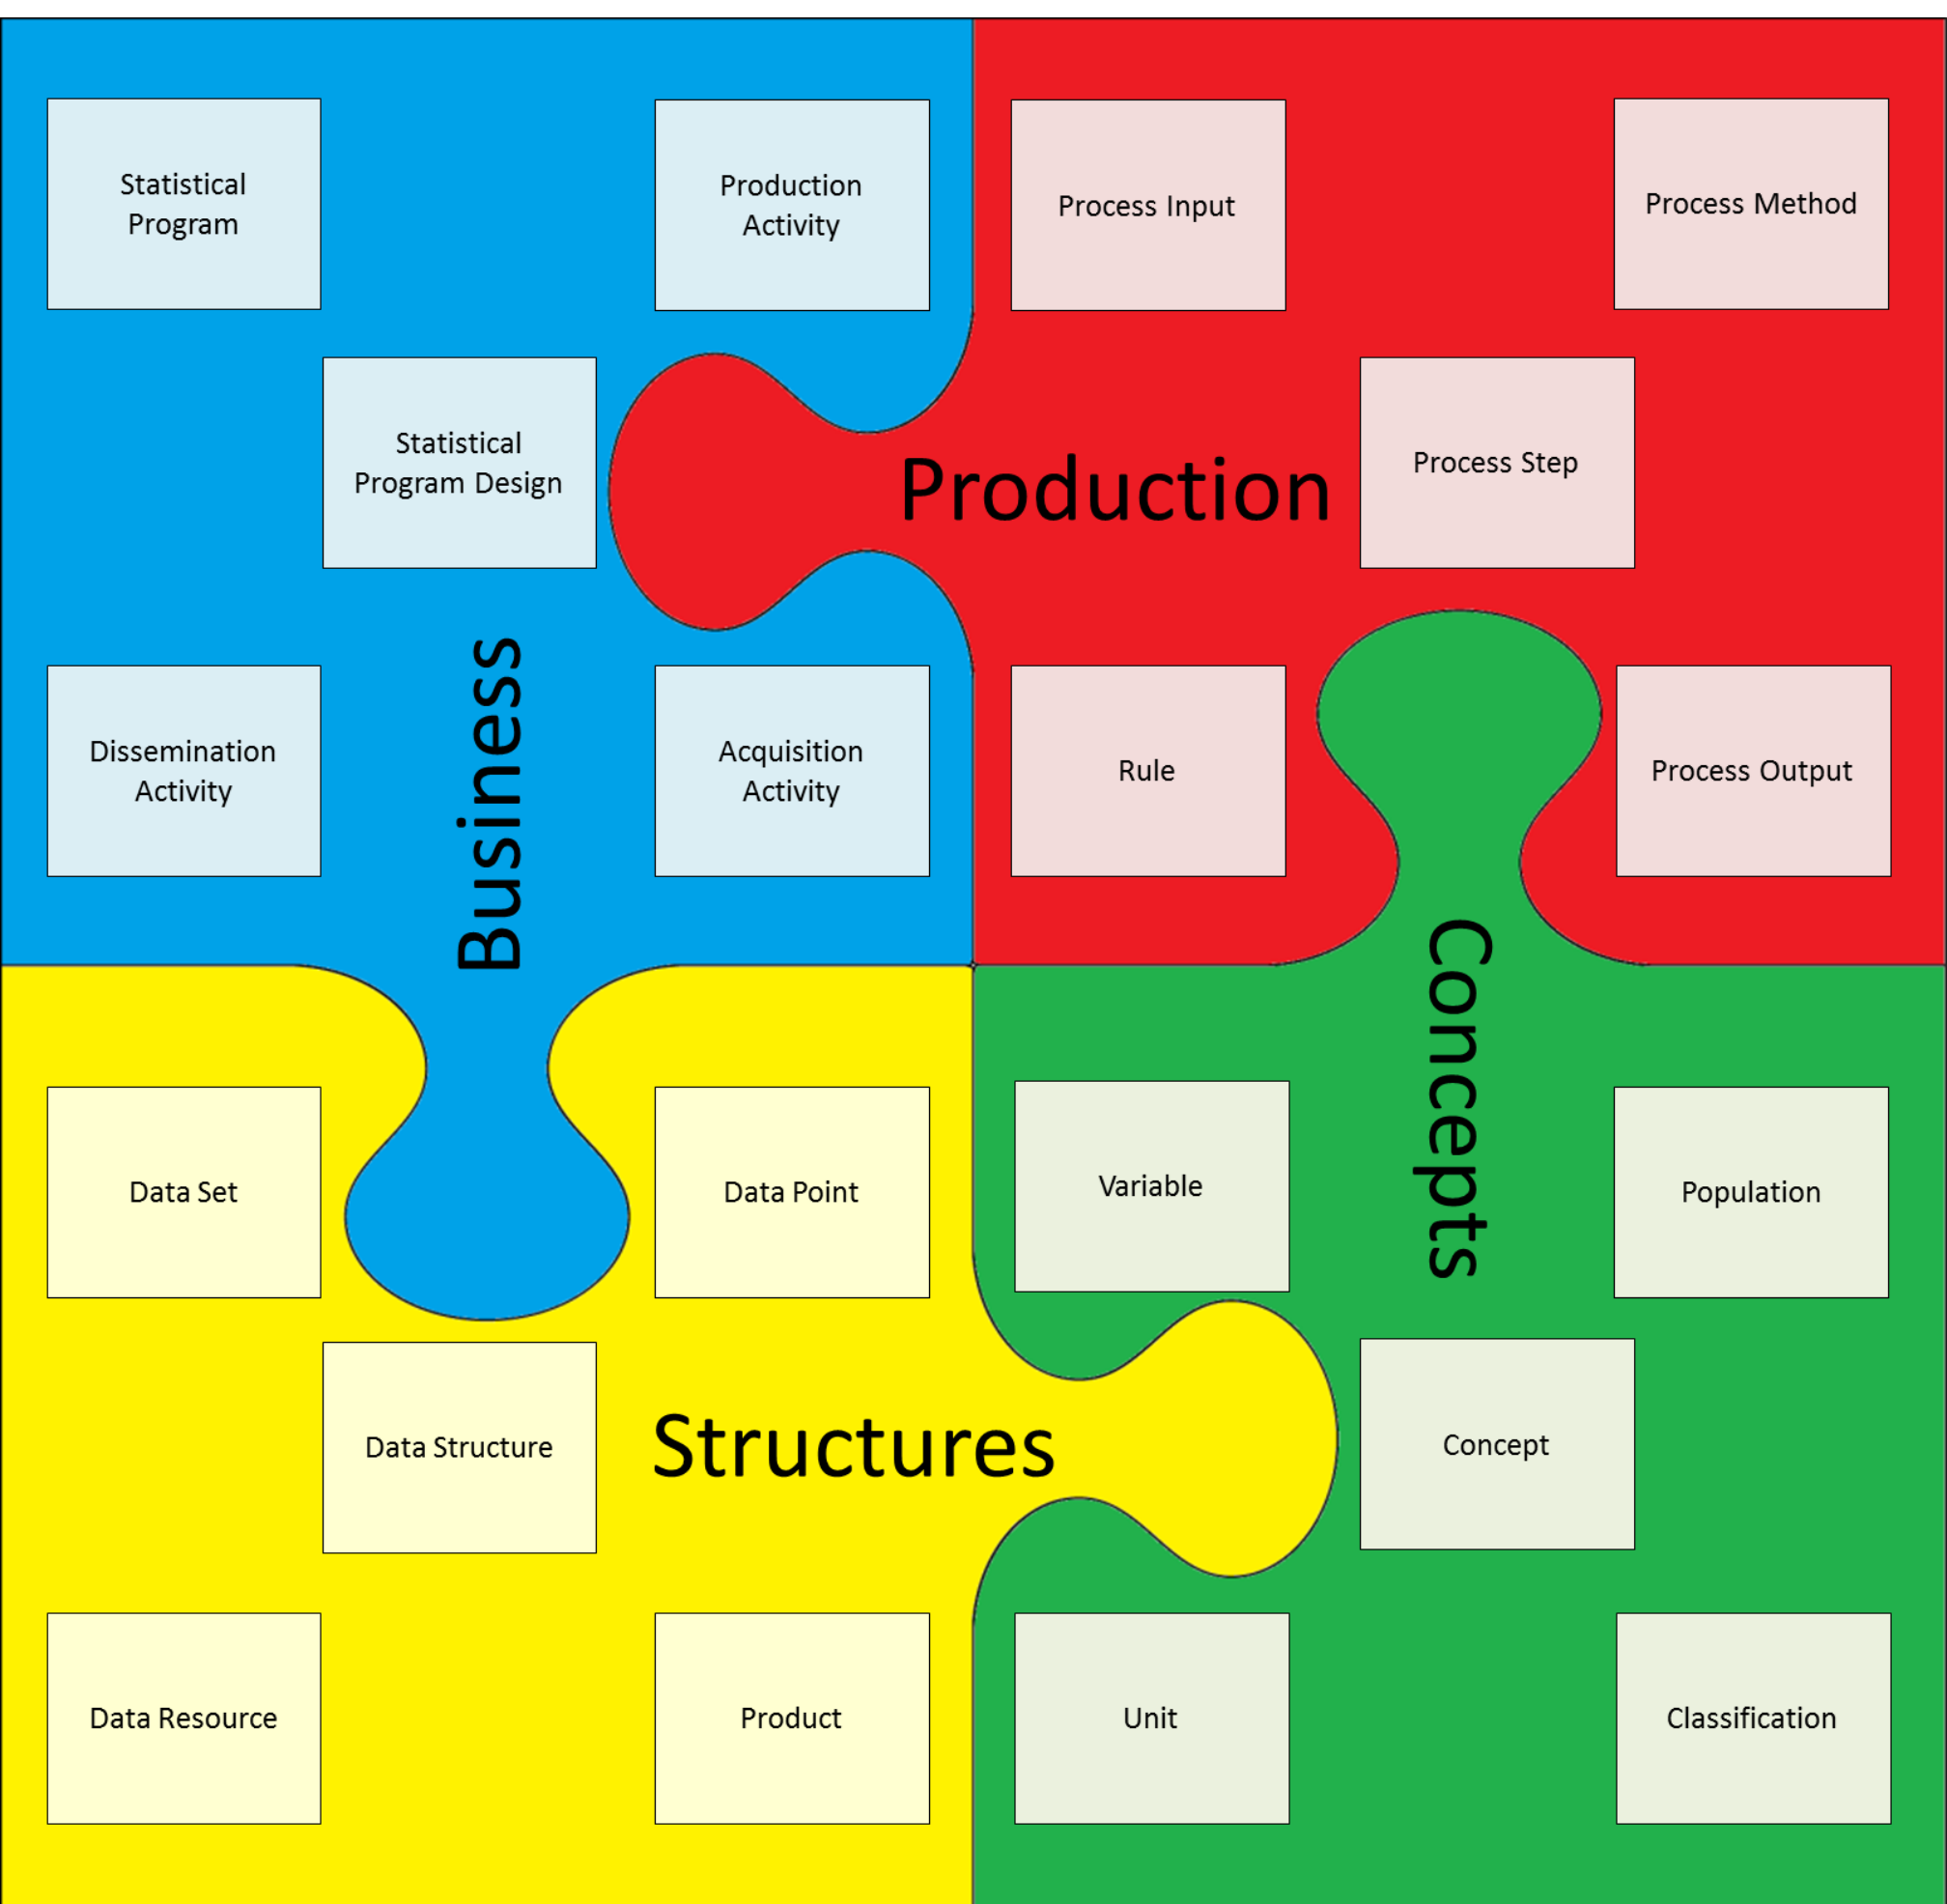 Statistical
Program
Production
Activity
Statistical
Program Design
Dissemination
Activity
Acquisition
Activity
Business
Process Input
Process Method
Production
Process Step
Rule
Process Output
Data Set
Data Point
Data Structure
Structures
Data Resource
Product
Concepts
Variable
Population
Concept
Unit
Classification